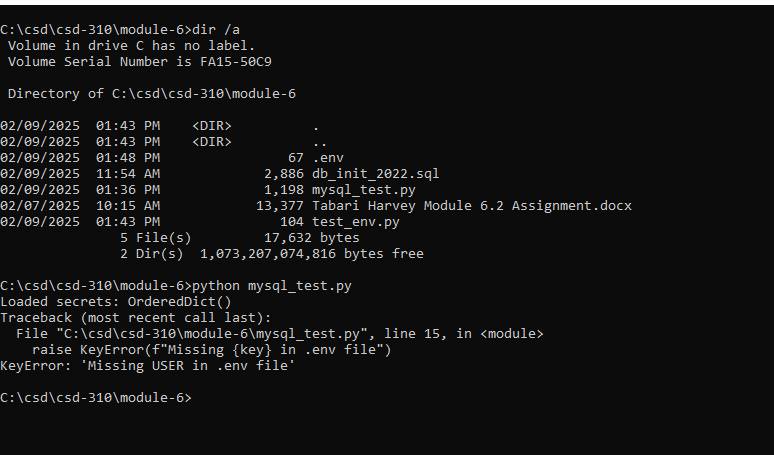 C:\csd\csd-310\module-6>dir /a
 Volume in drive C has no label.
 Volume Serial Number is FA15-50C9

 Directory of C:\csd\csd-310\module-6

02/09/2025  01:43 PM    <DIR>          .
02/09/2025  01:43 PM    <DIR>          ..
02/09/2025  01:48 PM                67 .env
02/09/2025  11:54 AM             2,886 db_init_2022.sql
02/09/2025  01:36 PM             1,198 mysql_test.py
02/07/2025  10:15 AM            13,377 Tabari Harvey Module 6.2 Assignment.docx
02/09/2025  01:43 PM               104 test_env.py
               5 File(s)         17,632 bytes
               2 Dir(s)  1,073,207,074,816 bytes free

C:\csd\csd-310\module-6>python mysql_test.py
Loaded secrets: OrderedDict()
Traceback (most recent call last):
  File "C:\csd\csd-310\module-6\mysql_test.py", line 15, in <module>
    raise KeyError(f"Missing {key} in .env file")
KeyError: 'Missing USER in .env file'

C:\csd\csd-310\module-6>